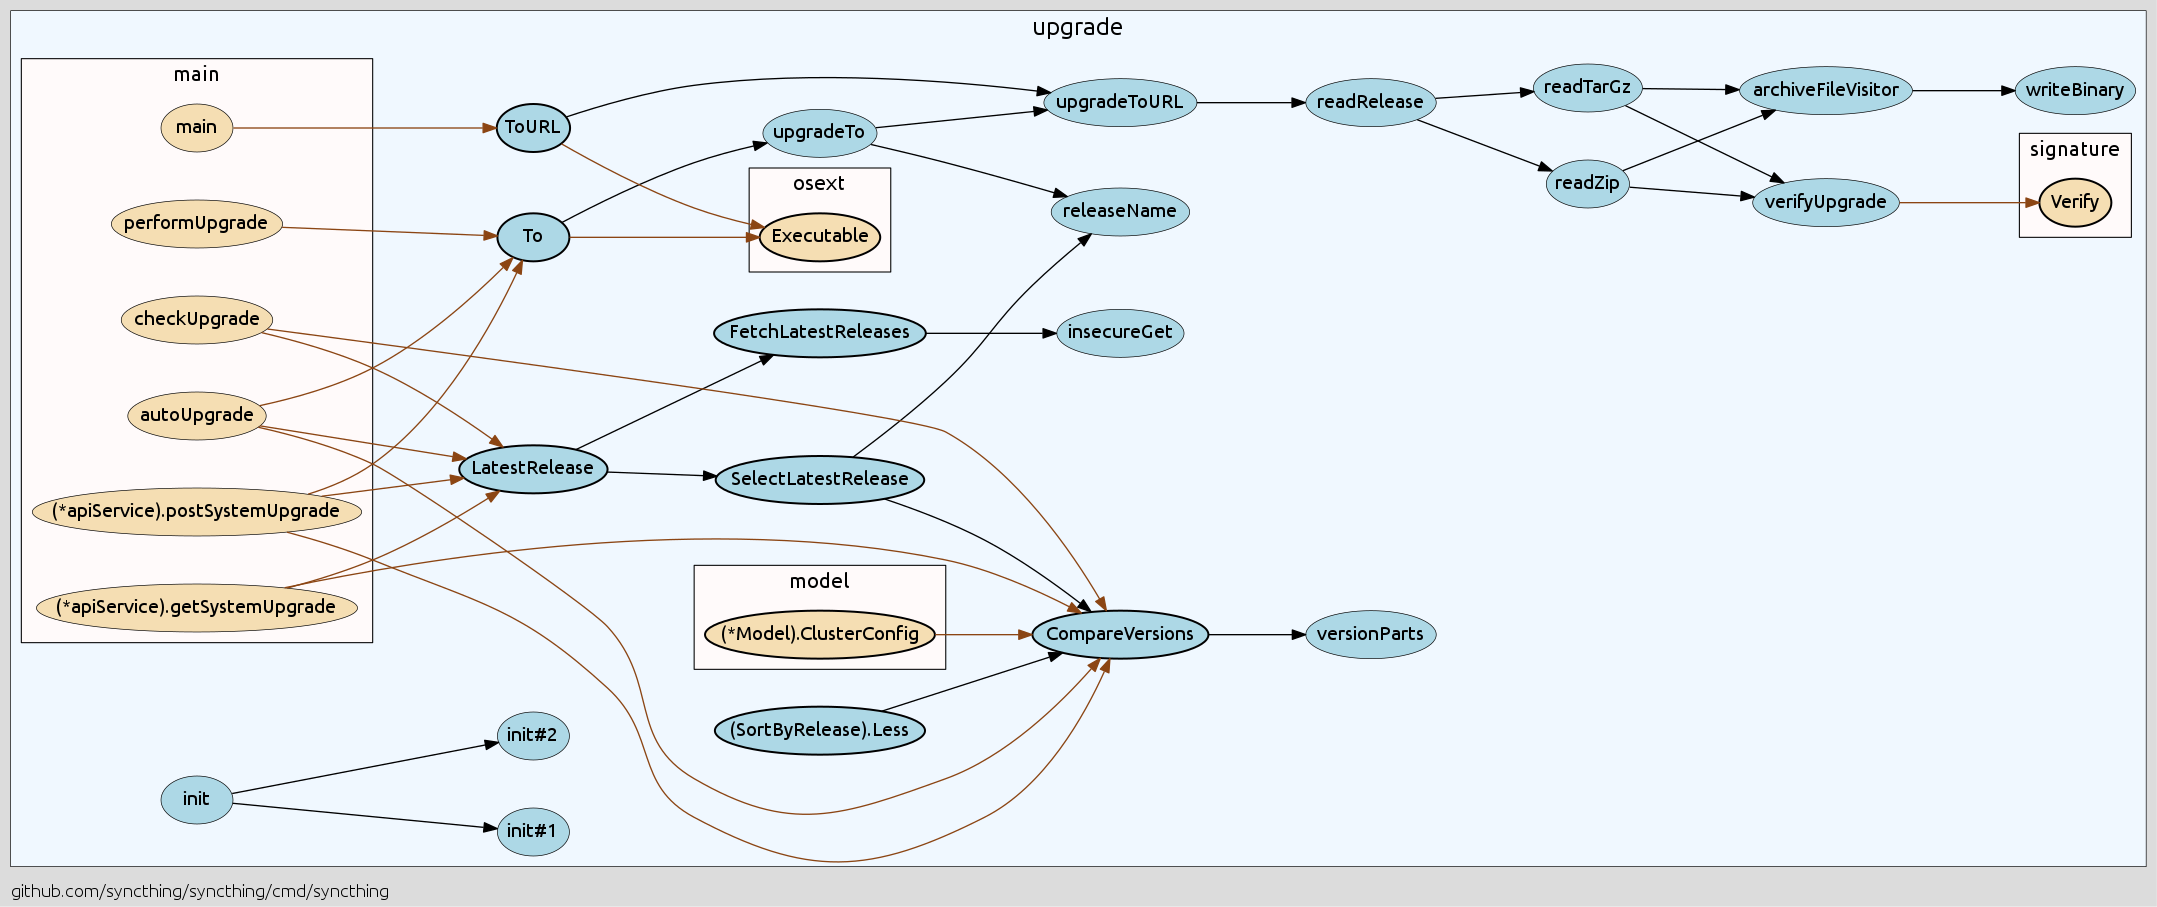 upgrade
main
main
performUpgrade
checkUpgrade
autoUpgrade
(*apiService).postSystemUpgrade
(*apiService).getSystemUpgrade
init
ToURL
To
LatestRelease
init#2
init#1
upgradeTo
osext
Executable
FetchLatestReleases
SelectLatestRelease
model
(*Model).ClusterConfig
(SortByRelease).Less
upgradeToURL
releaseName
insecureGet
CompareVersions
readRelease
versionParts
readTarGz
readZip
archiveFileVisitor
verifyUpgrade
writeBinary
signature
Verify
github.com/syncthing/syncthing/cmd/syncthing